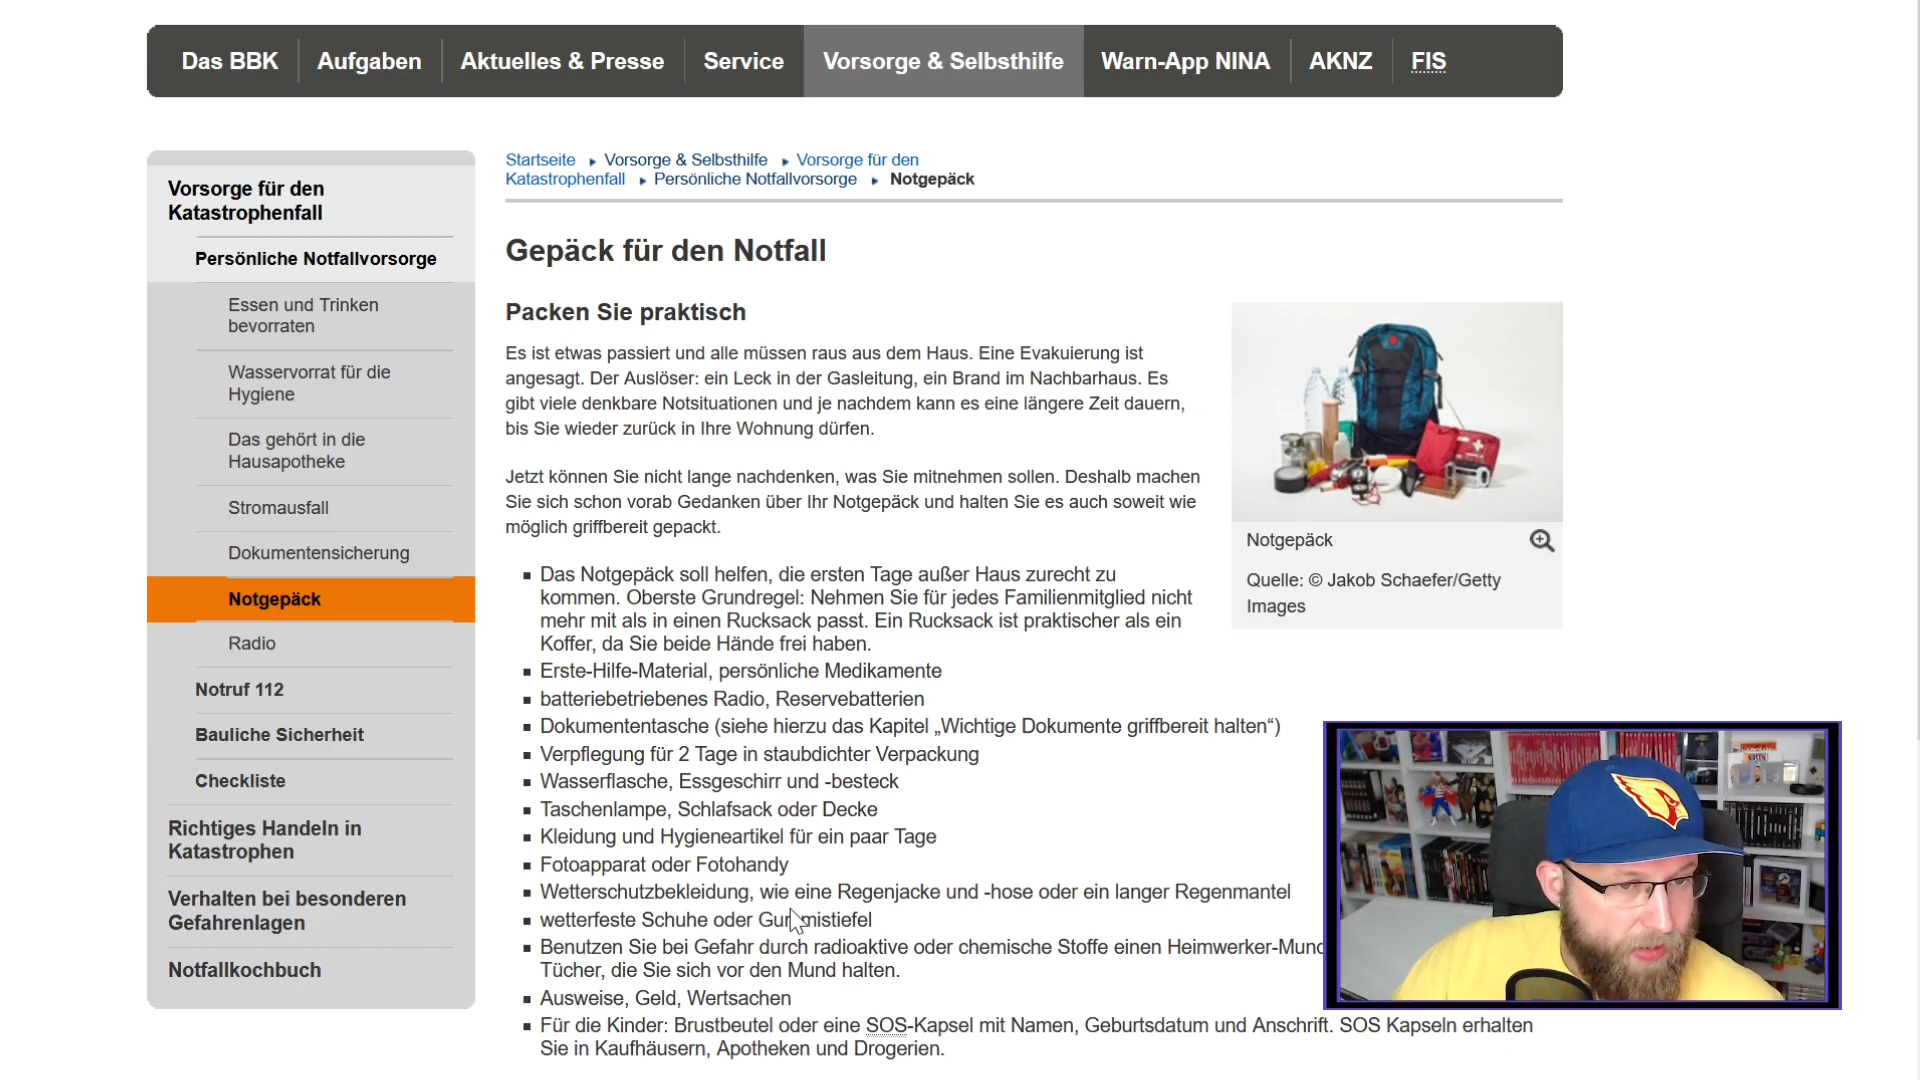 Das BBK
Aufgaben
Aktuelles & Presse
Service
Vorsorge & Selbsthilfe
Warn-App NINA
AKNZ
FIS
Vorsorge für den
Katastrophenfall
Persönliche Notfallvorsorge
Essen und Trinken
bevorraten
Wasservorrat für die
Hygiene
Das gehört in die
Hausapotheke
Stromausfall
Dokumentensicherung
Notgepäck
Radio
Notruf 112
Bauliche Sicherheit
Checkliste
Richtiges Handeln in
Katastrophen
Verhalten bei besonderen
Gefahrenlagen
Notfallkochbuch
Startseite ▸ Vorsorge & Selbsthilfe ▸ Vorsorge für den
Katastrophenfall ▸ Persönliche Notfallvorsorge ▸ Notgepäck
Gepäck für den Notfall
Packen Sie praktisch
Es ist etwas passiert und alle müssen raus aus dem Haus. Eine Evakuierung ist
angesagt. Der Auslöser: ein Leck in der Gasleitung, ein Brand im Nachbarhaus. Es
gibt viele denkbare Notsituationen und je nachdem kann es eine längere Zeit dauern,
bis Sie wieder zurück in Ihre Wohnung dürfen.
Jetzt können Sie nicht lange nachdenken, was Sie mitnehmen sollen. Deshalb machen
Sie sich schon vorab Gedanken über Ihr Notgepäck und halten Sie es auch soweit wie
möglich griffbereit gepackt.
Notgepäck
Quelle: © Jakob Schaefer/Getty
Images
▪ Das Notgepäck soll helfen, die ersten Tage außer Haus zurecht zu
kommen. Oberste Grundregel: Nehmen Sie für jedes Familienmitglied nicht
mehr mit als in einen Rucksack passt. Ein Rucksack ist praktischer als ein
Koffer, da Sie beide Hände frei haben.
▪ Erste-Hilfe-Material, persönliche Medikamente
▪ batteriebetriebenes Radio, Reservebatterien
▪ Dokumententasche (siehe hierzu das Kapitel „Wichtige Dokumente griffbereit halten“)
▪ Verpflegung für 2 Tage in staubdichter Verpackung
▪ Wasserflasche, Essgeschirr und -besteck
▪ Taschenlampe, Schlafsack oder Decke
▪ Kleidung und Hygieneartikel für ein paar Tage
▪ Fotoapparat oder Fotohandy
▪ Wetterschutzbekleidung, wie eine Regenjacke und -hose oder ein langer Regenmantel
▪ wetterfeste Schuhe oder Gummistiefel
▪ Benutzen Sie bei Gefahr durch radioaktive oder chemische Stoffe einen Heimwerker-Mund
Tücher, die Sie sich vor den Mund halten.
▪ Ausweise, Geld, Wertsachen
▪ Für die Kinder: Brustbeutel oder eine SOS-Kapsel mit Namen, Geburtsdatum und Anschrift. SOS Kapseln erhalten
Sie in Kaufhäusern, Apotheken und Drogerien.